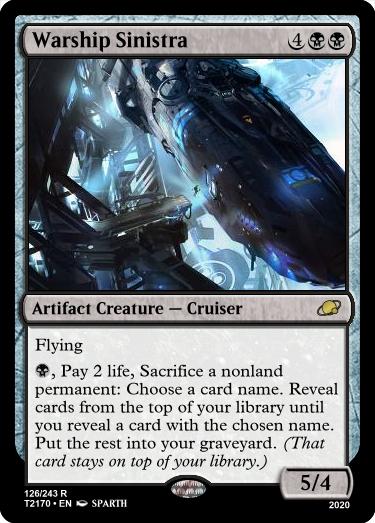 Warship Sinistra 4
Artifact Creature — Cruiser
Flying
, Pay 2 life, Sacrifice a nonland
permanent: Choose a card name. Reveal
cards from the top of your library until
you reveal a card with the chosen name.
Put the rest into your graveyard. (That
card stays on top of your library.)
5/4
126/243 R
T2170 • EN SPARTH
2020